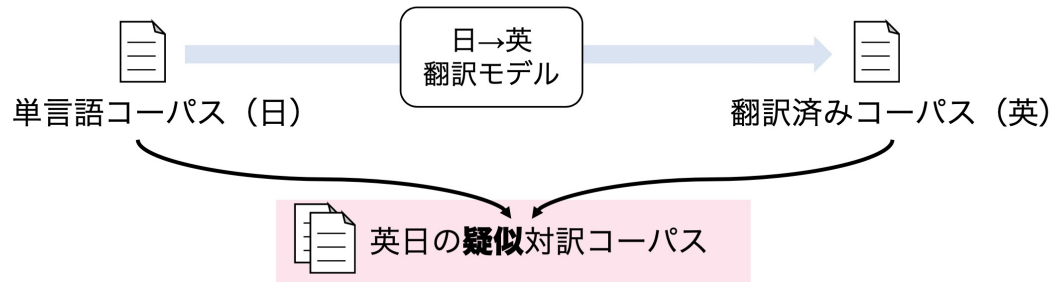 日→英
翻訳モデル
単言語コーパス（日）
翻訳済みコーパス（英）
英日の疑似対訳コーパス